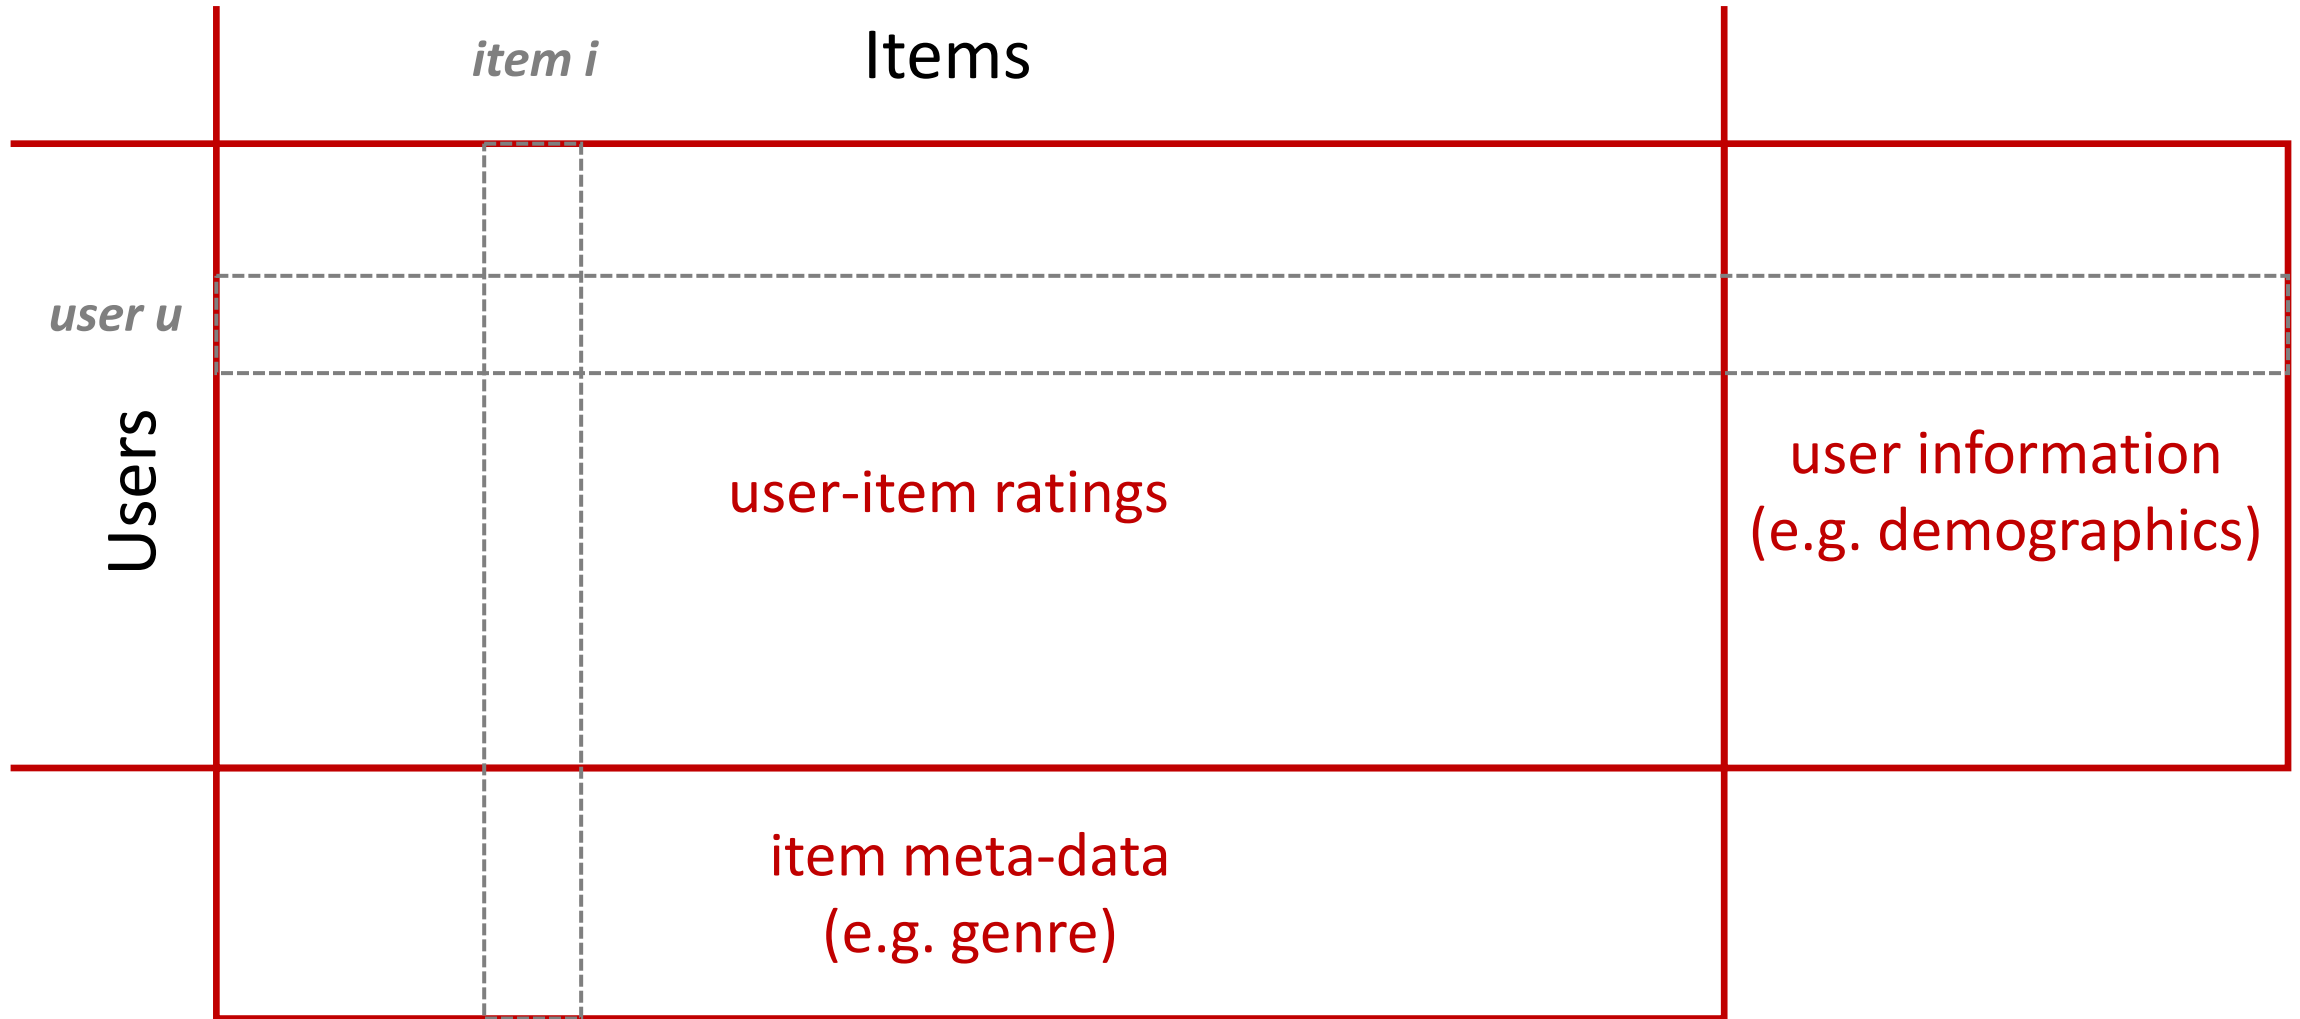 item i
Items
user u
Users
user-item ratings
user information
(e.g. demographics)
item meta-data
(e.g. genre)